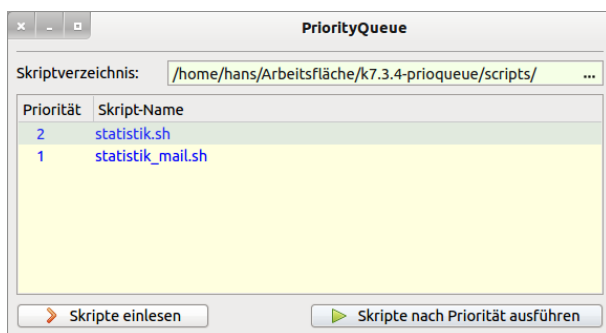 PriorityQueue
Skriptverzeichnis: /home/hans/Arbeitsfläche/k7.3.4-prioqueue/scripts/ ...
Priorität Skript-Name
2 statistik.sh
1 statistik_mail.sh
Skripte einlesen Skripte nach Priorität ausführen